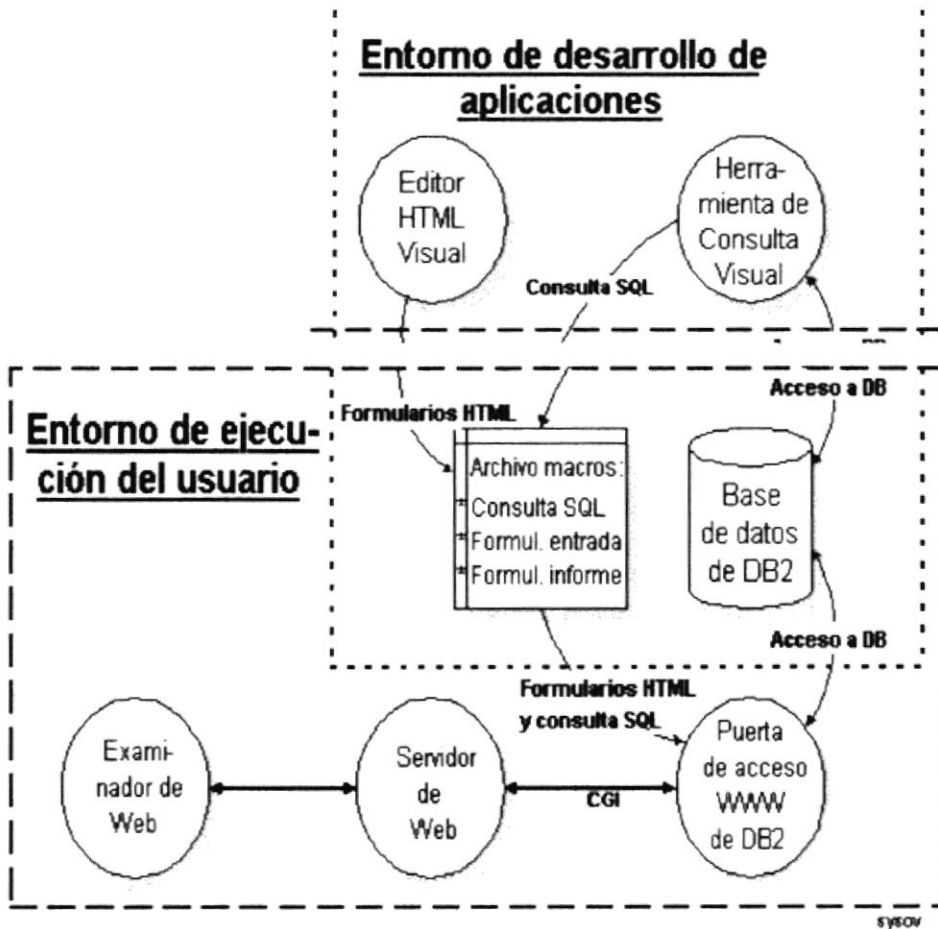 Entorno de desarrollo de
aplicaciones
Editor
HTML
Visual
Herra-
mienta de
Consulta
Visual
Consulta SQL
Acceso a DB
Formularios HTML
Entorno de ejecu-
ción del usuario
Archivo macros:
* Consulta SQL
* Formul. entrada
* Formul. informe
Base
de datos
de DB2
Acceso a DB
Formularios HTML
y consulta SQL
Exami-
nador de
Web
Servidor
de
Web
CGI
Puerta
de acceso
WWW
de DB2
sysov